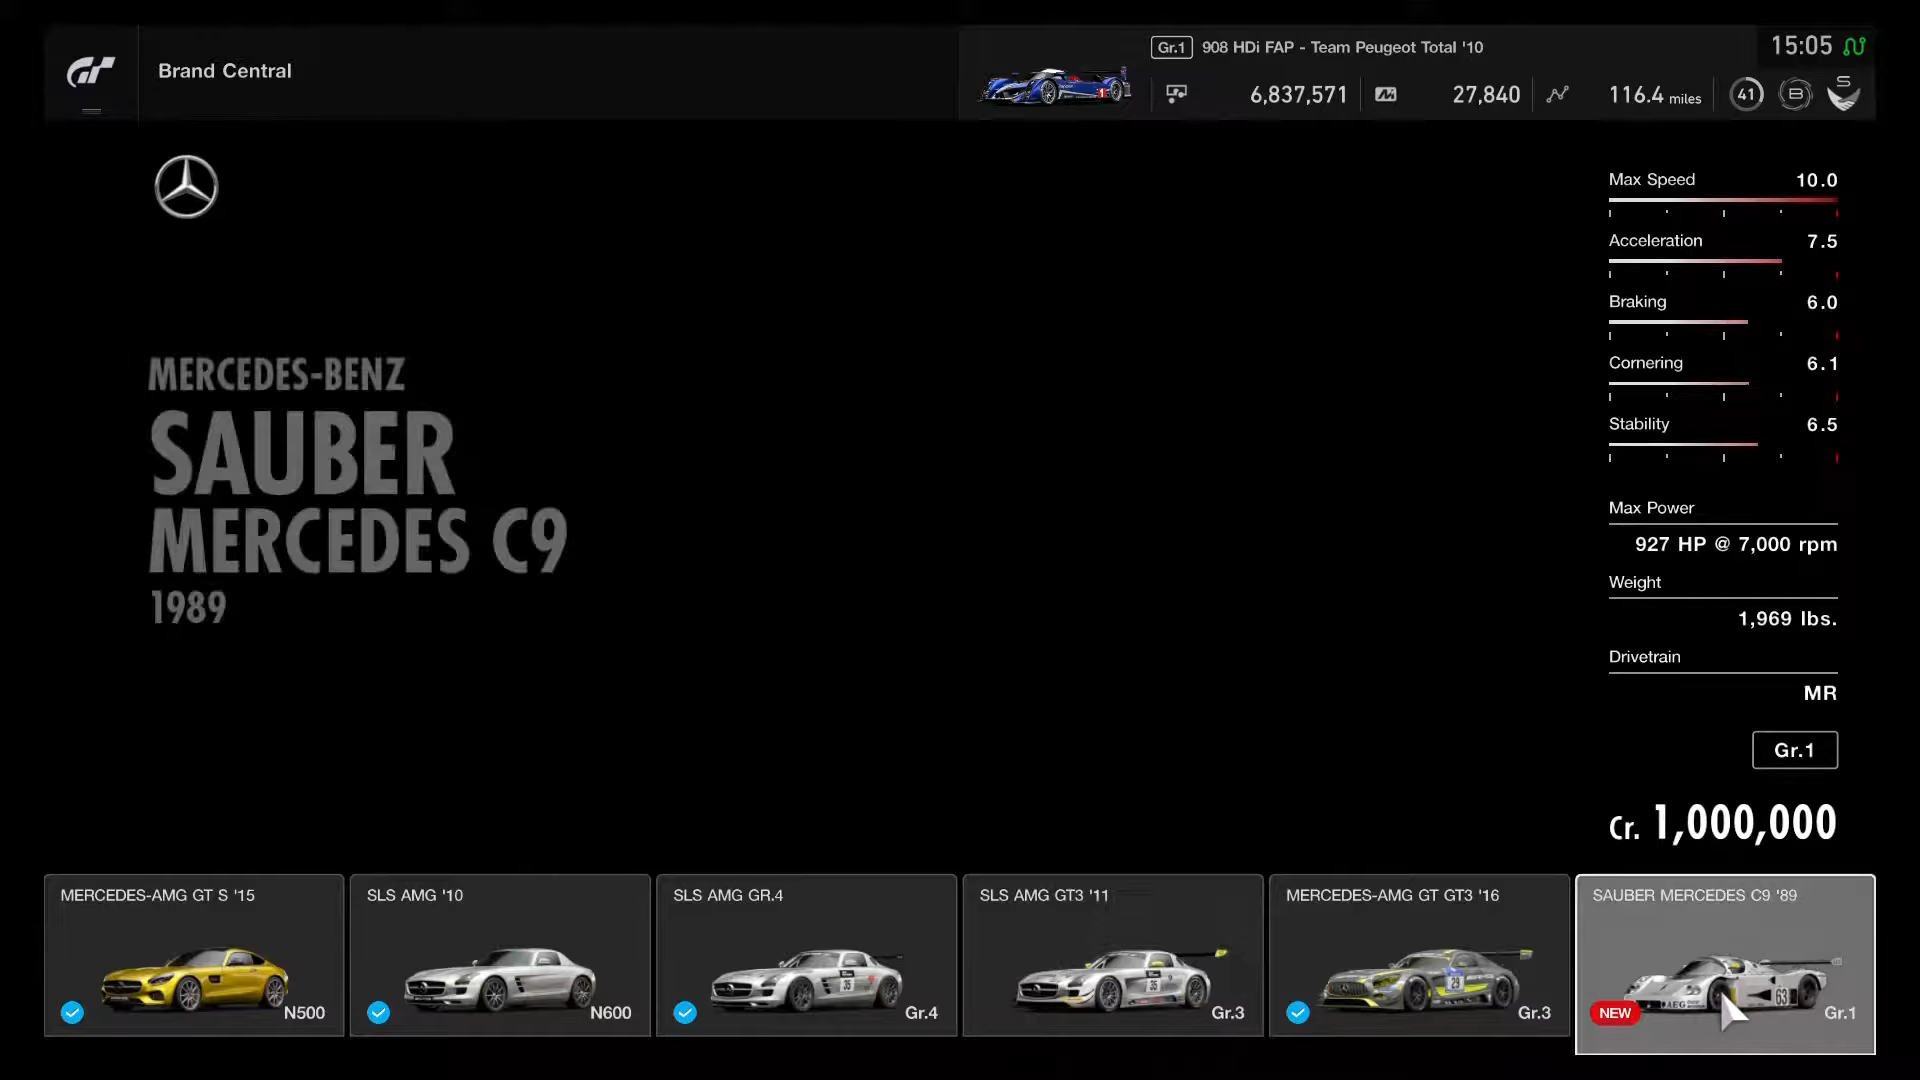 Brand Central
Gr.1 908 HDi FAP - Team Peugeot Total '10
15:05
6,837,571
27,840
116.4 miles
41
B
S
MERCEDES-BENZ
SAUBER
MERCEDES C9
1989
Max Speed 10.0
Acceleration 7.5
Braking 6.0
Cornering 6.1
Stability 6.5
Max Power
927 HP @ 7,000 rpm
Weight
1,969 lbs.
Drivetrain
MR
Gr.1
Cr. 1,000,000
MERCEDES-AMG GT S '15
N500
SLS AMG '10
N600
SLS AMG GR.4
35
Gr.4
SLS AMG GT3 '11
35
Gr.3
MERCEDES-AMG GT GT3 '16
29
Gr.3
SAUBER MERCEDES C9 '89
AEG
63
NEW
Gr.1